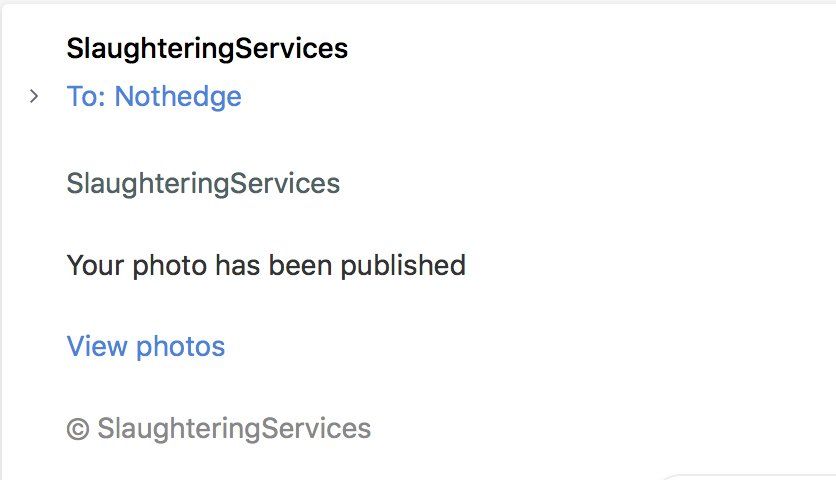 SlaughteringServices
To: Nothedge
SlaughteringServices
Your photo has been published
View photos
© SlaughteringServices